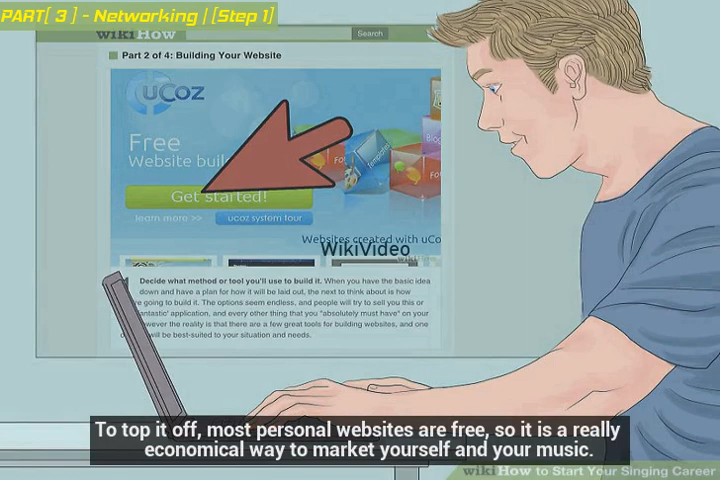 PART[ 3 ] - Networking | [Step 1]
wikiHow
Search
Part 2 of 4: Building Your Website
uCoz
Free
Website buil
Get started!
learn more >>
ucoz system tour
Blog
Fo
Templates
Fo
Websites created with uCo
WikiVideo
Decide what method or tool you'll use to build it. When you have the basic idea
down and have a plan for how it will be laid out, the next to think about is how
re going to build it. The options seem endless, and people will try to sell you this or
fantastic' application, and every other thing that you "absolutely must have" on your
owever the reality is that there are a few great tools for building websites, and one
will be best-suited to your situation and needs.
To top it off, most personal websites are free, so it is a really
economical way to market yourself and your music.
wikiHow to Start Your Singing Career